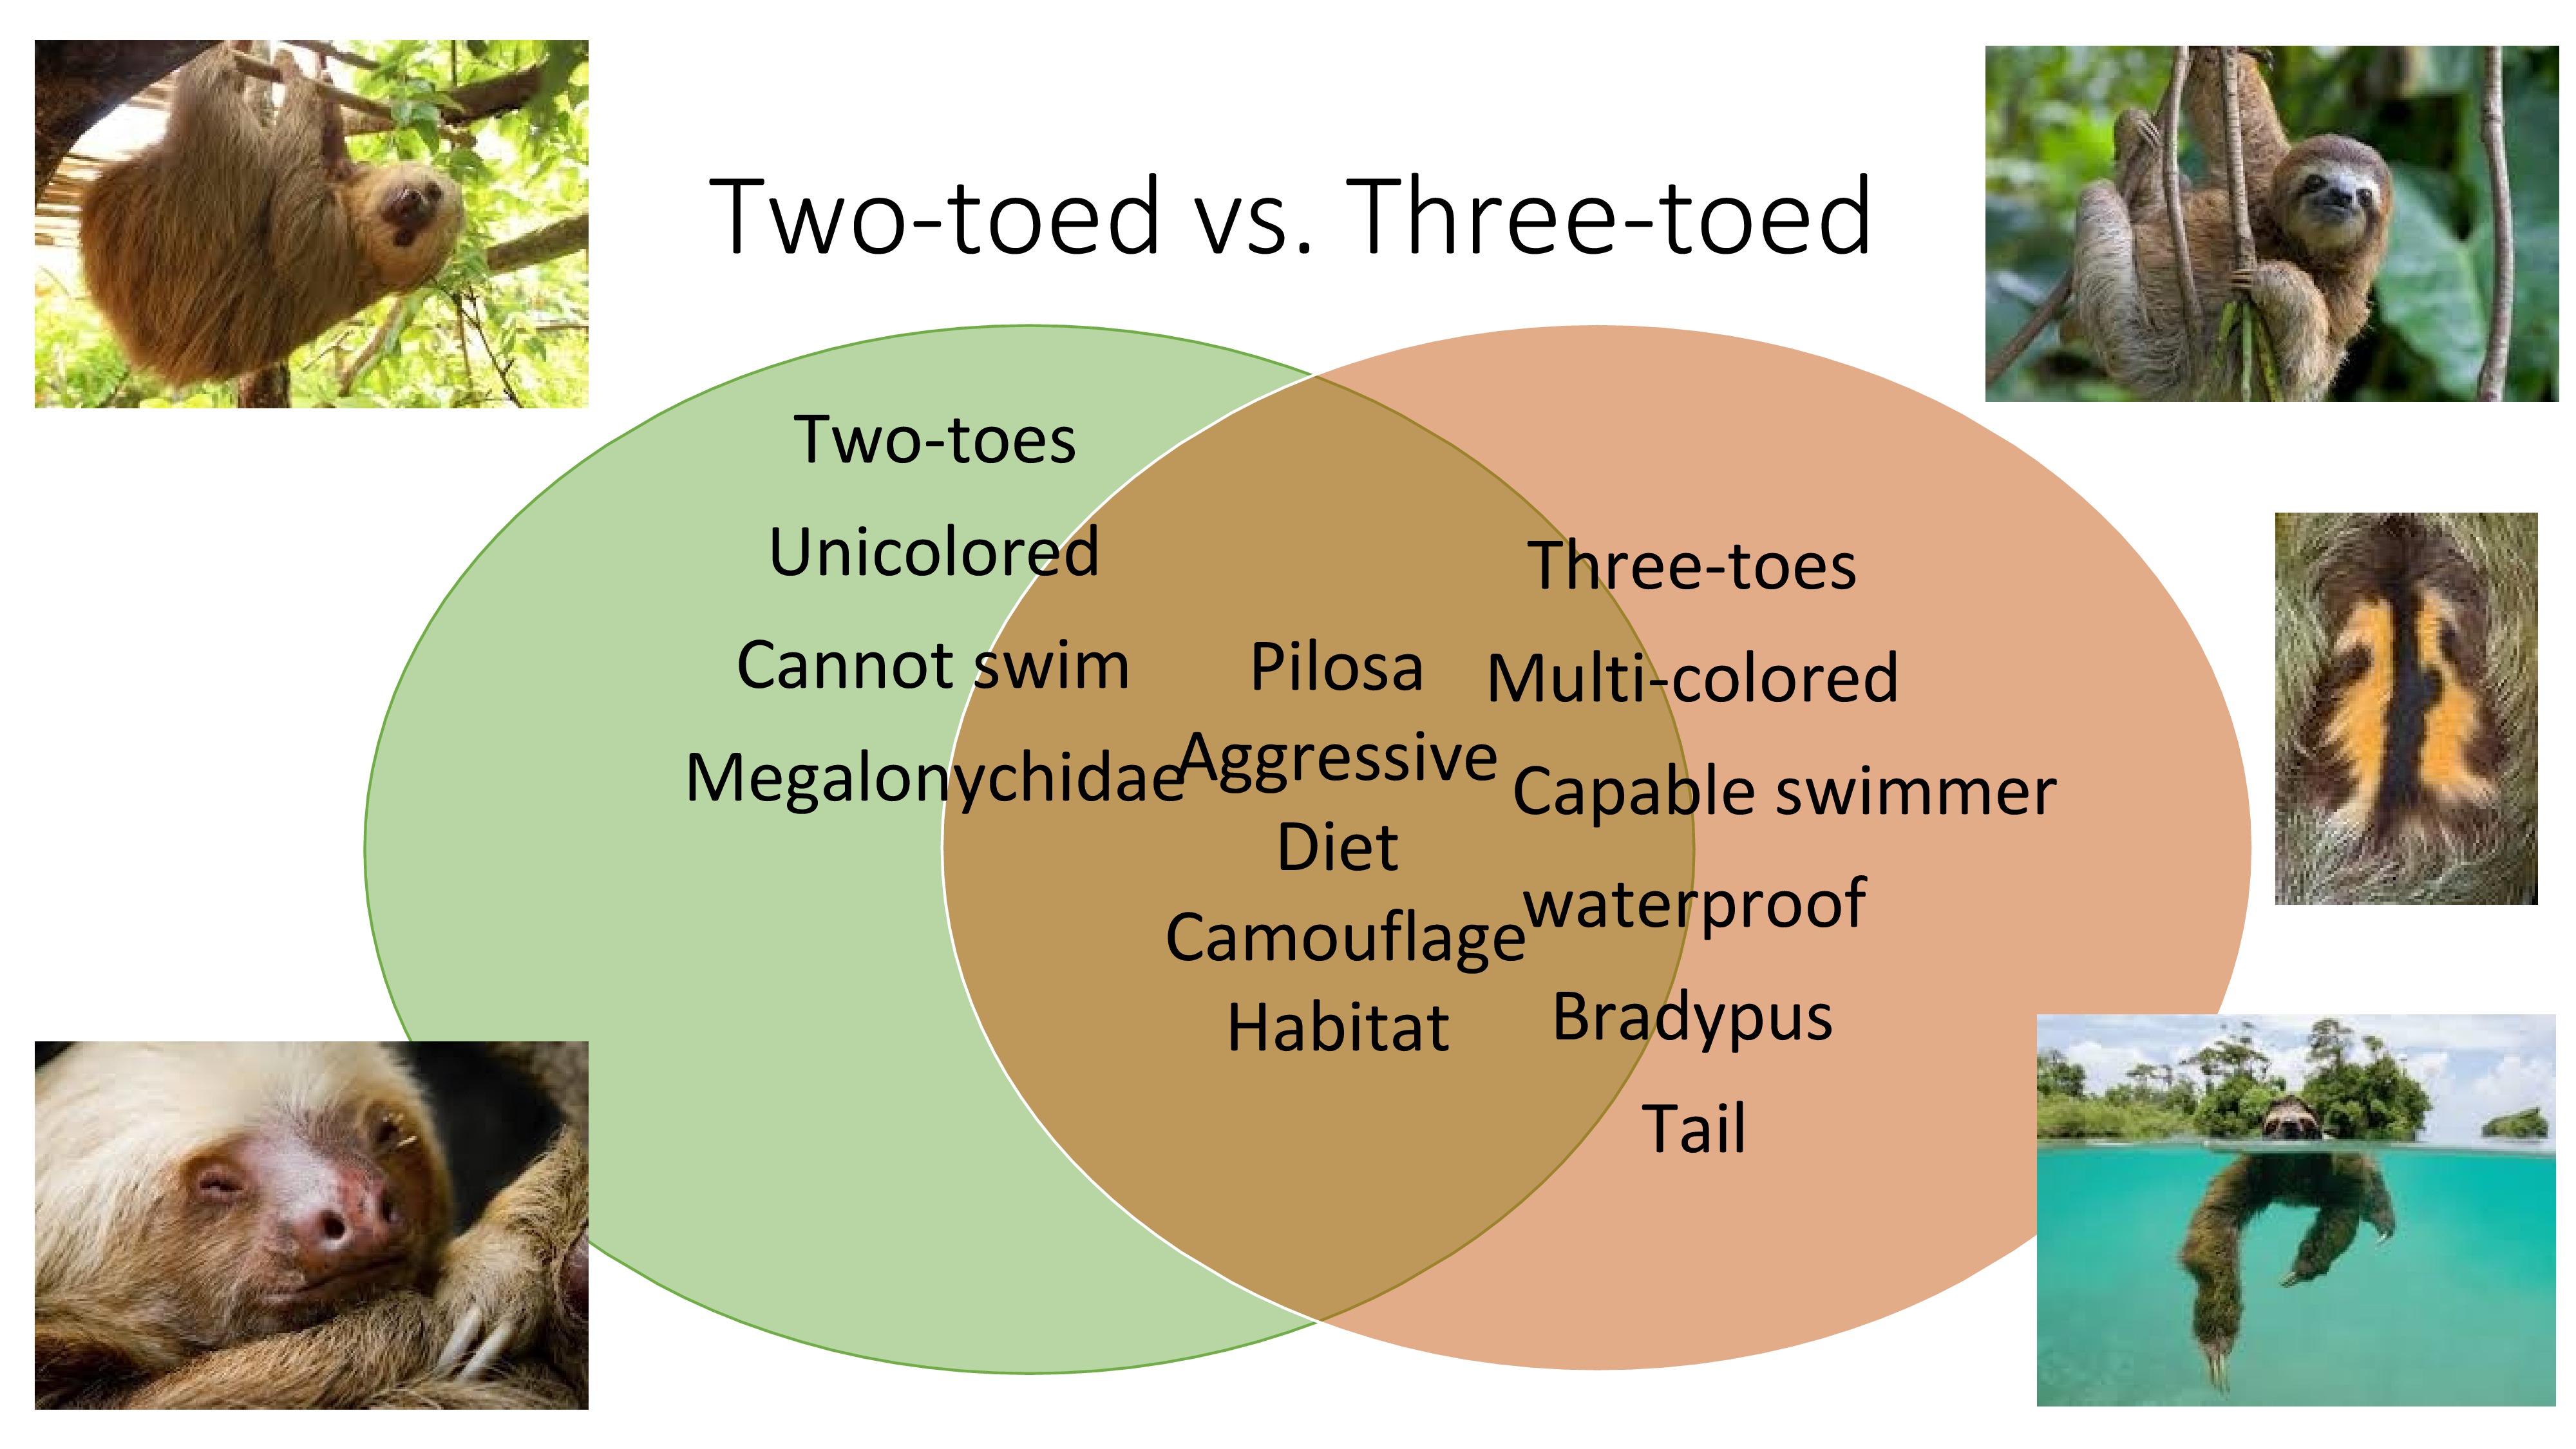 Two-toed vs. Three-toed
Two-toes
Unicolored
Cannot swim
Megalonychidae
Pilosa
Aggressive
Diet
Camouflage
Habitat
Three-toes
Multi-colored
Capable swimmer
waterproof
Bradypus
Tail